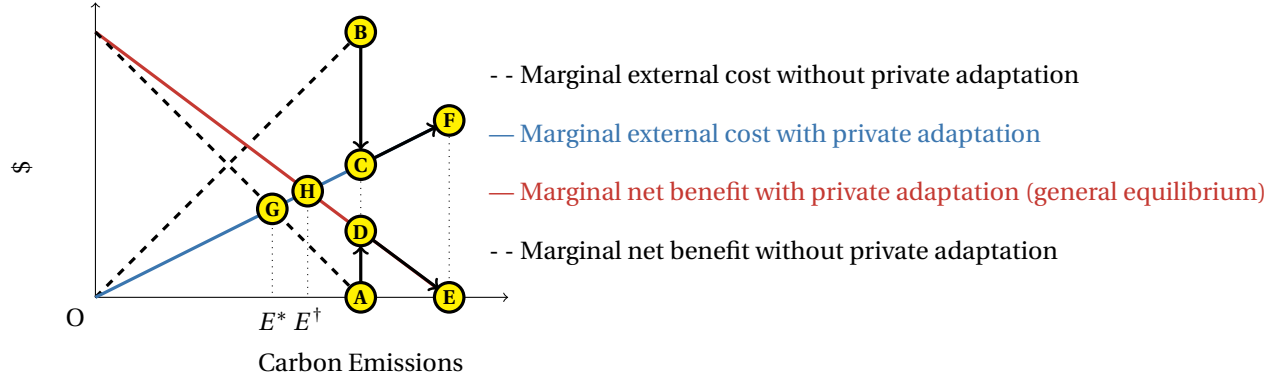 B
- - Marginal external cost without private adaptation
F
— Marginal external cost with private adaptation
$
C
H
— Marginal net benefit with private adaptation (general equilibrium)
G
D
- - Marginal net benefit without private adaptation
A
E
O
E* E†
Carbon Emissions